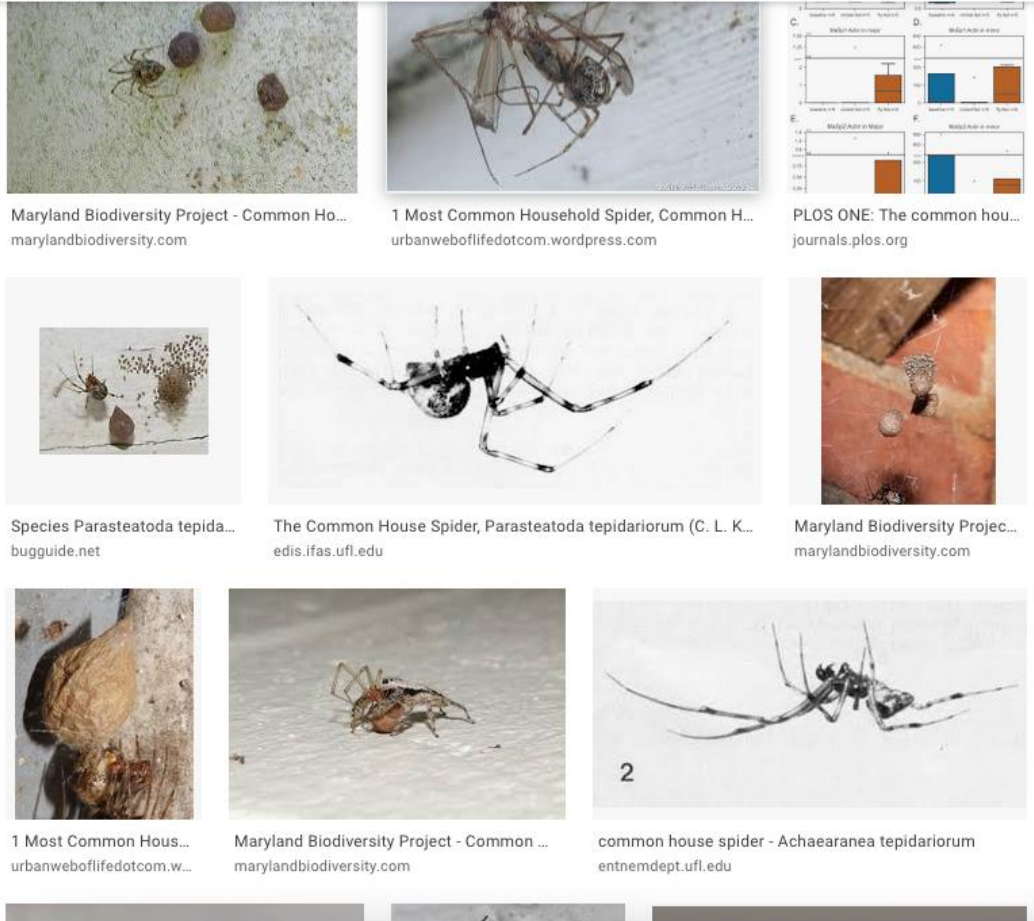 C.
D.
E.
F.
Maryland Biodiversity Project - Common Ho...
marylandbiodiversity.com
1 Most Common Household Spider, Common H...
urbanweboflifedotcom.wordpress.com
PLOS ONE: The common hou...
journals.plos.org
Species Parasteatoda tepida...
bugguide.net
The Common House Spider, Parasteatoda tepidariorum (C. L. K...
edis.ifas.ufl.edu
Maryland Biodiversity Projec...
marylandbiodiversity.com
2
1 Most Common Hous...
urbanweboflifedotcom.w...
Maryland Biodiversity Project - Common ...
marylandbiodiversity.com
common house spider - Achaearanea tepidariorum
entnemdept.ufl.edu